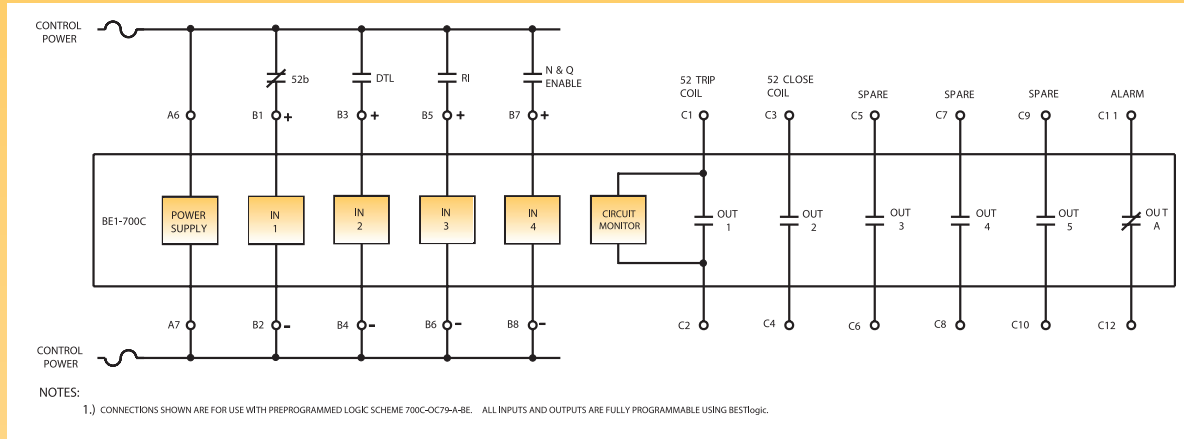 CONTROL
POWER
52b
DTL
RI
N & Q
ENABLE
52 TRIP
COIL
52 CLOSE
COIL
SPARE
SPARE
SPARE
ALARM
A6
B1
+
B3
+
B5
+
B7
+
C1
C3
C5
C7
C9
C1 1
BE1-700C
POWER
SUPPLY
IN
1
IN
2
IN
3
IN
4
CIRCUIT
MONITOR
OUT
1
OUT
2
OUT
3
OUT
4
OUT
5
OU T
A
A7
B2
-
B4
-
B6
-
B8
-
C2
C4
C6
C8
C10
C12
CONTROL
POWER
NOTES:
1.) CONNECTIONS SHOWN ARE FOR USE WITH PREPROGRAMMED LOGIC SCHEME 700C-OC79-A-BE. ALL INPUTS AND OUTPUTS ARE FULLY PROGRAMMABLE USING BESTlogic.